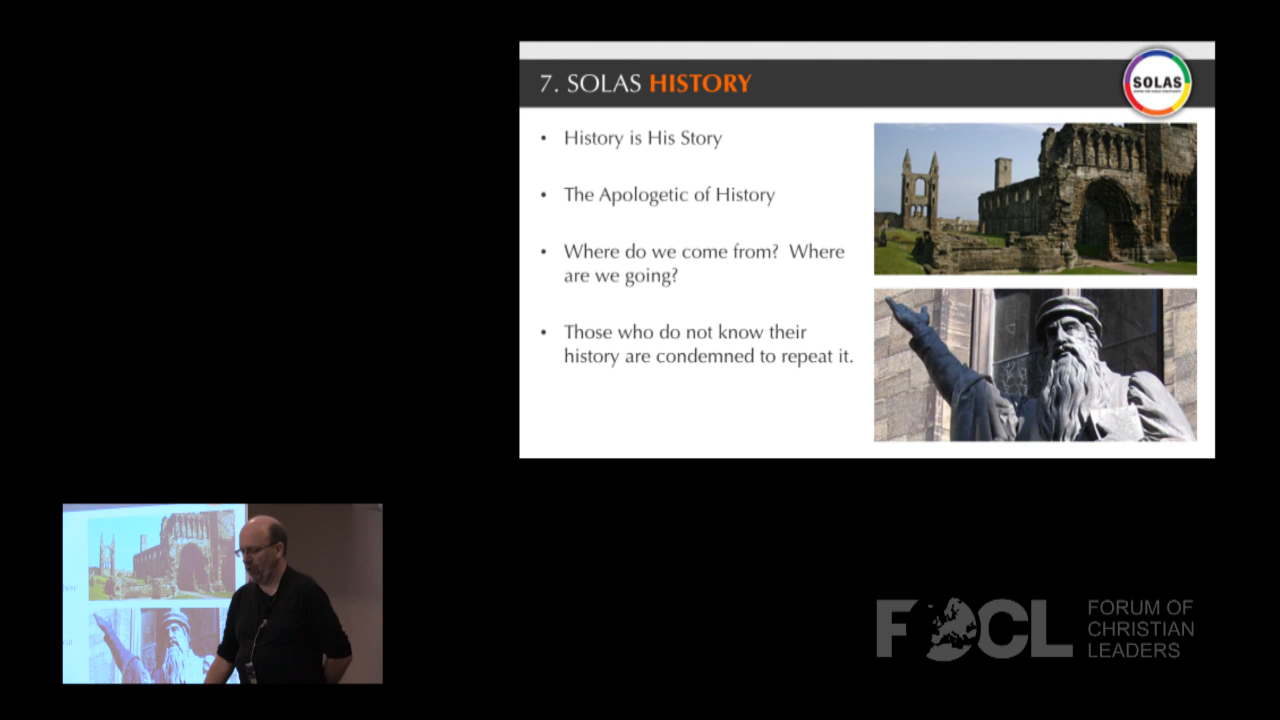 7. SOLAS HISTORY
SOLAS
• History is His Story
• The Apologetic of History
• Where do we come from? Where
are we going?
• Those who do not know their
history are condemned to repeat it.
FOCL
FORUM OF
CHRISTIAN
LEADERS